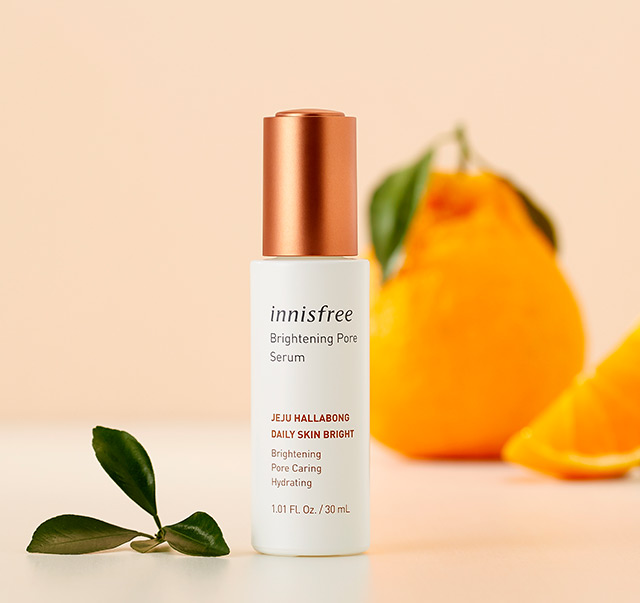 innisfree
Brightening Pore
Serum
JEJU HALLABONG
DAILY SKIN BRIGHT
Brightening
Pore Caring
Hydrating
1.01 FL. Oz. / 30 mL